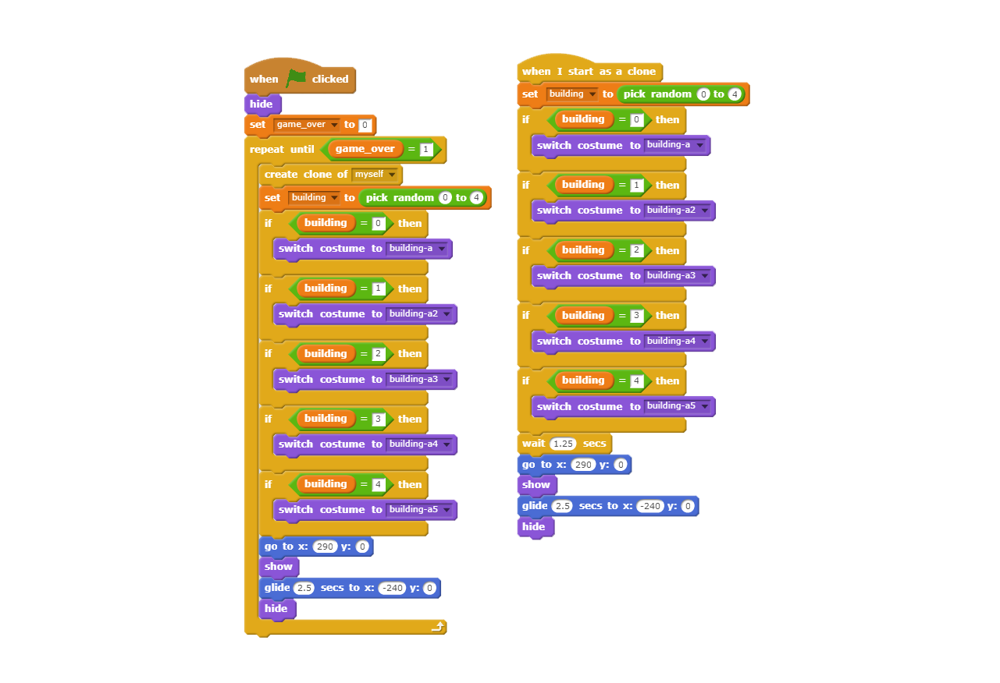 when clicked
hide
set game_over to 0
repeat until game_over = 1
create clone of myself
set building to pick random 0 to 4
if building = 0 then
switch costume to building-a
if building = 1 then
switch costume to building-a2
if building = 2 then
switch costume to building-a3
if building = 3 then
switch costume to building-a4
if building = 4 then
switch costume to building-a5
go to x: 290 y: 0
show
glide 2.5 secs to x: -240 y: 0
hide
when I start as a clone
set building to pick random 0 to 4
if building = 0 then
switch costume to building-a
if building = 1 then
switch costume to building-a2
if building = 2 then
switch costume to building-a3
if building = 3 then
switch costume to building-a4
if building = 4 then
switch costume to building-a5
wait 1.25 secs
go to x: 290 y: 0
show
glide 2.5 secs to x: -240 y: 0
hide